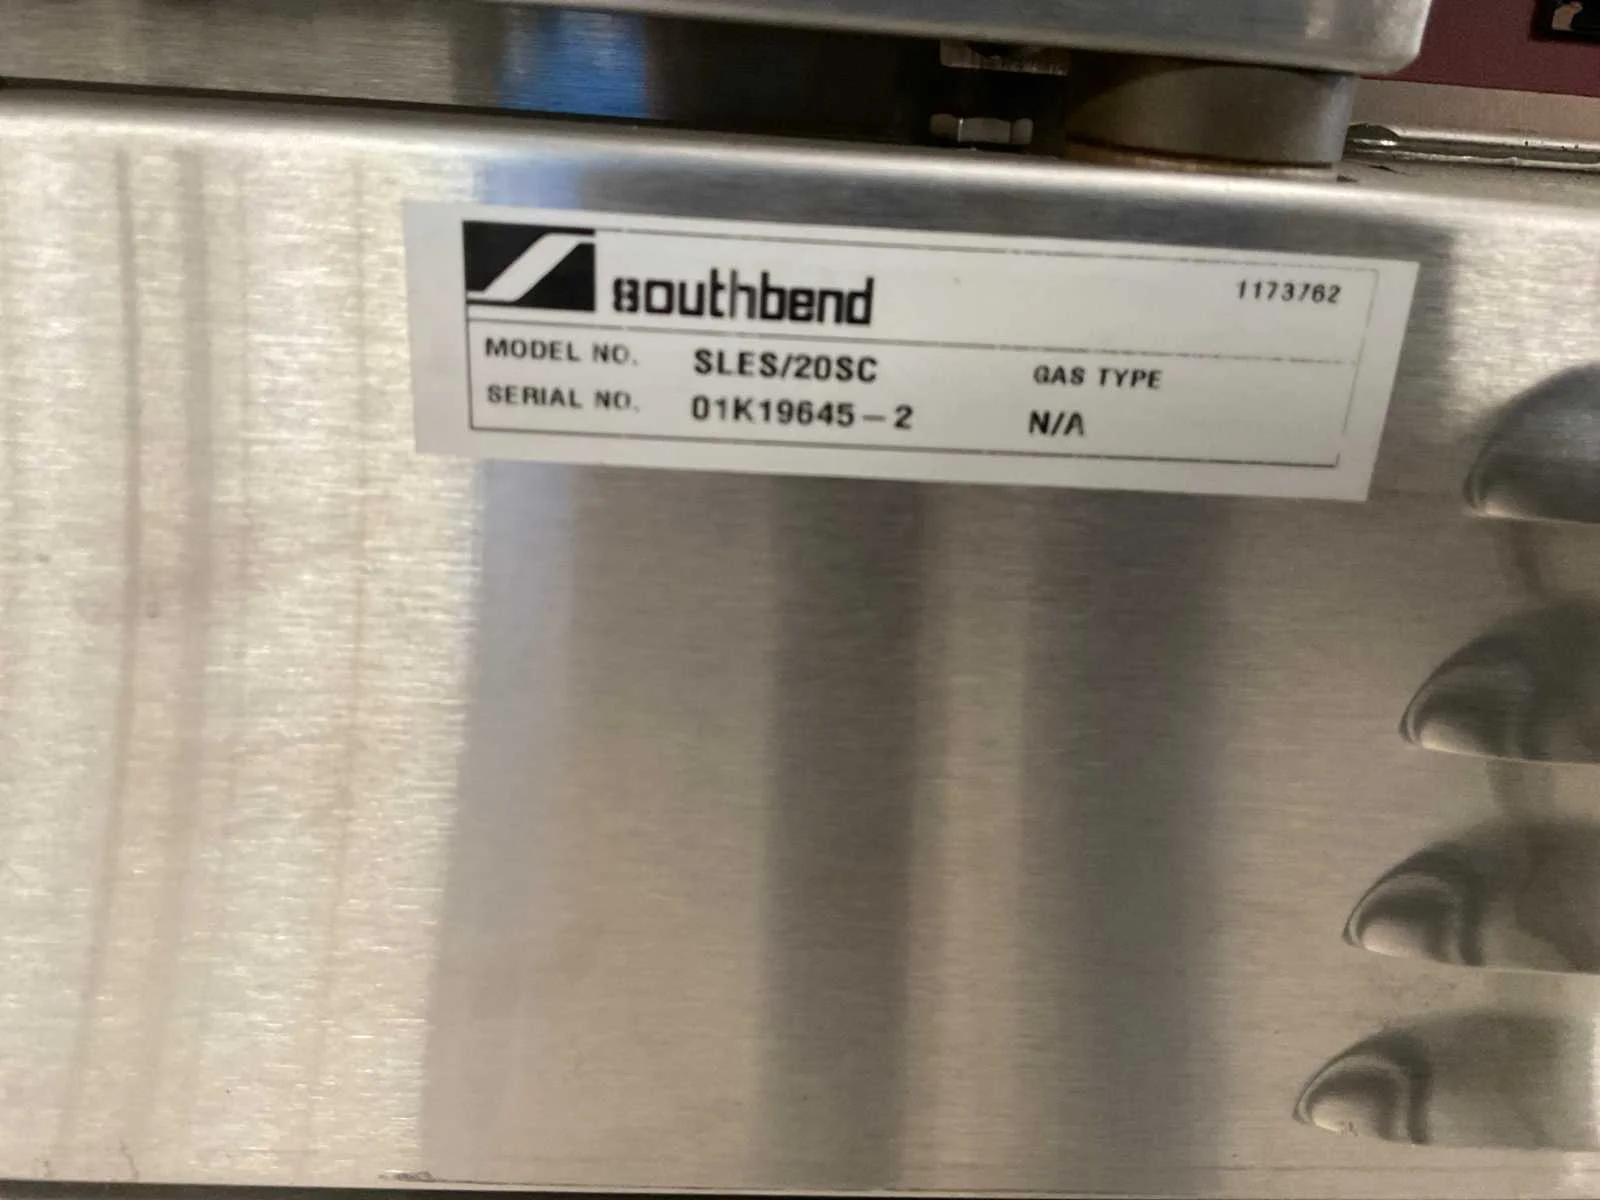 southbend 1173762
MODEL NO. SLES/20SC GAS TYPE
SERIAL NO. 01K19645-2 N/A